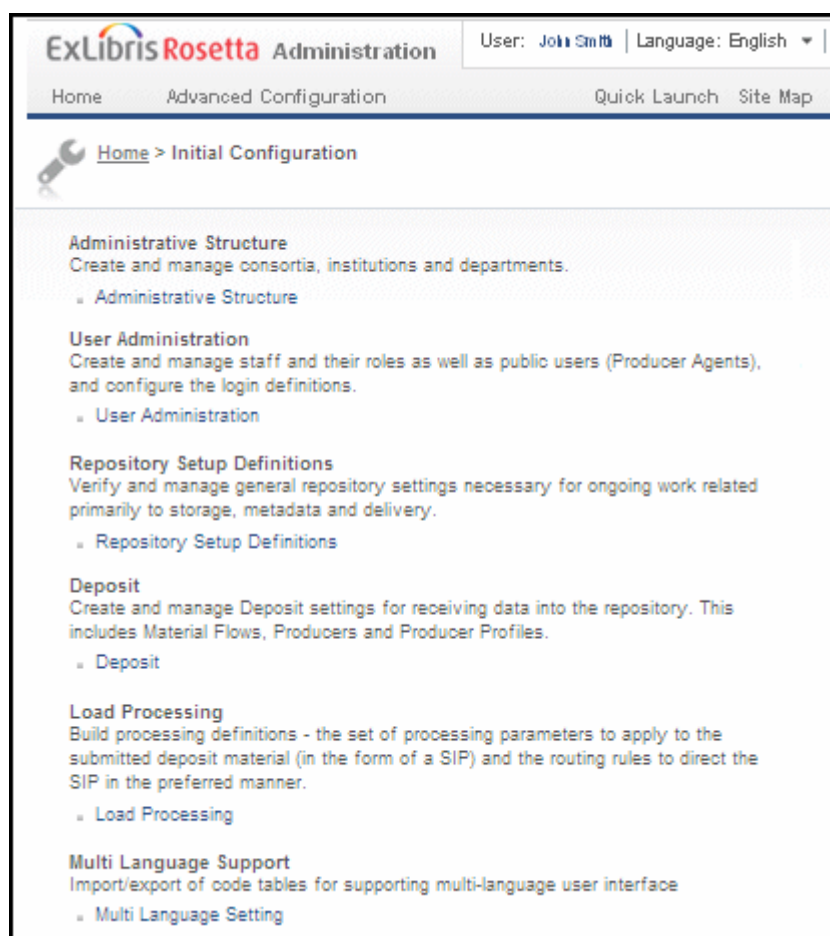 ExLibris Rosetta Administration
User: John Smith | Language: English
Home Advanced Configuration Quick Launch Site Map
Home > Initial Configuration
Administrative Structure
Create and manage consortia, institutions and departments.
Administrative Structure
User Administration
Create and manage staff and their roles as well as public users (Producer Agents),
and configure the login definitions.
User Administration
Repository Setup Definitions
Verify and manage general repository settings necessary for ongoing work related
primarily to storage, metadata and delivery.
Repository Setup Definitions
Deposit
Create and manage Deposit settings for receiving data into the repository. This
includes Material Flows, Producers and Producer Profiles.
Deposit
Load Processing
Build processing definitions - the set of processing parameters to apply to the
submitted deposit material (in the form of a SIP) and the routing rules to direct the
SIP in the preferred manner.
Load Processing
Multi Language Support
Import/export of code tables for supporting multi-language user interface
Multi Language Setting